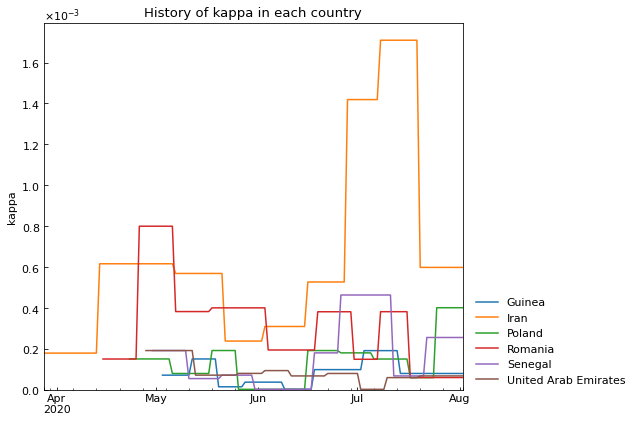 History of kappa in each country
×10⁻³
1.6
1.4
1.2
1.0
0.8
0.6
0.4
0.2
0.0
kappa
Apr
2020
May
Jun
Jul
Aug
Guinea
Iran
Poland
Romania
Senegal
United Arab Emirates